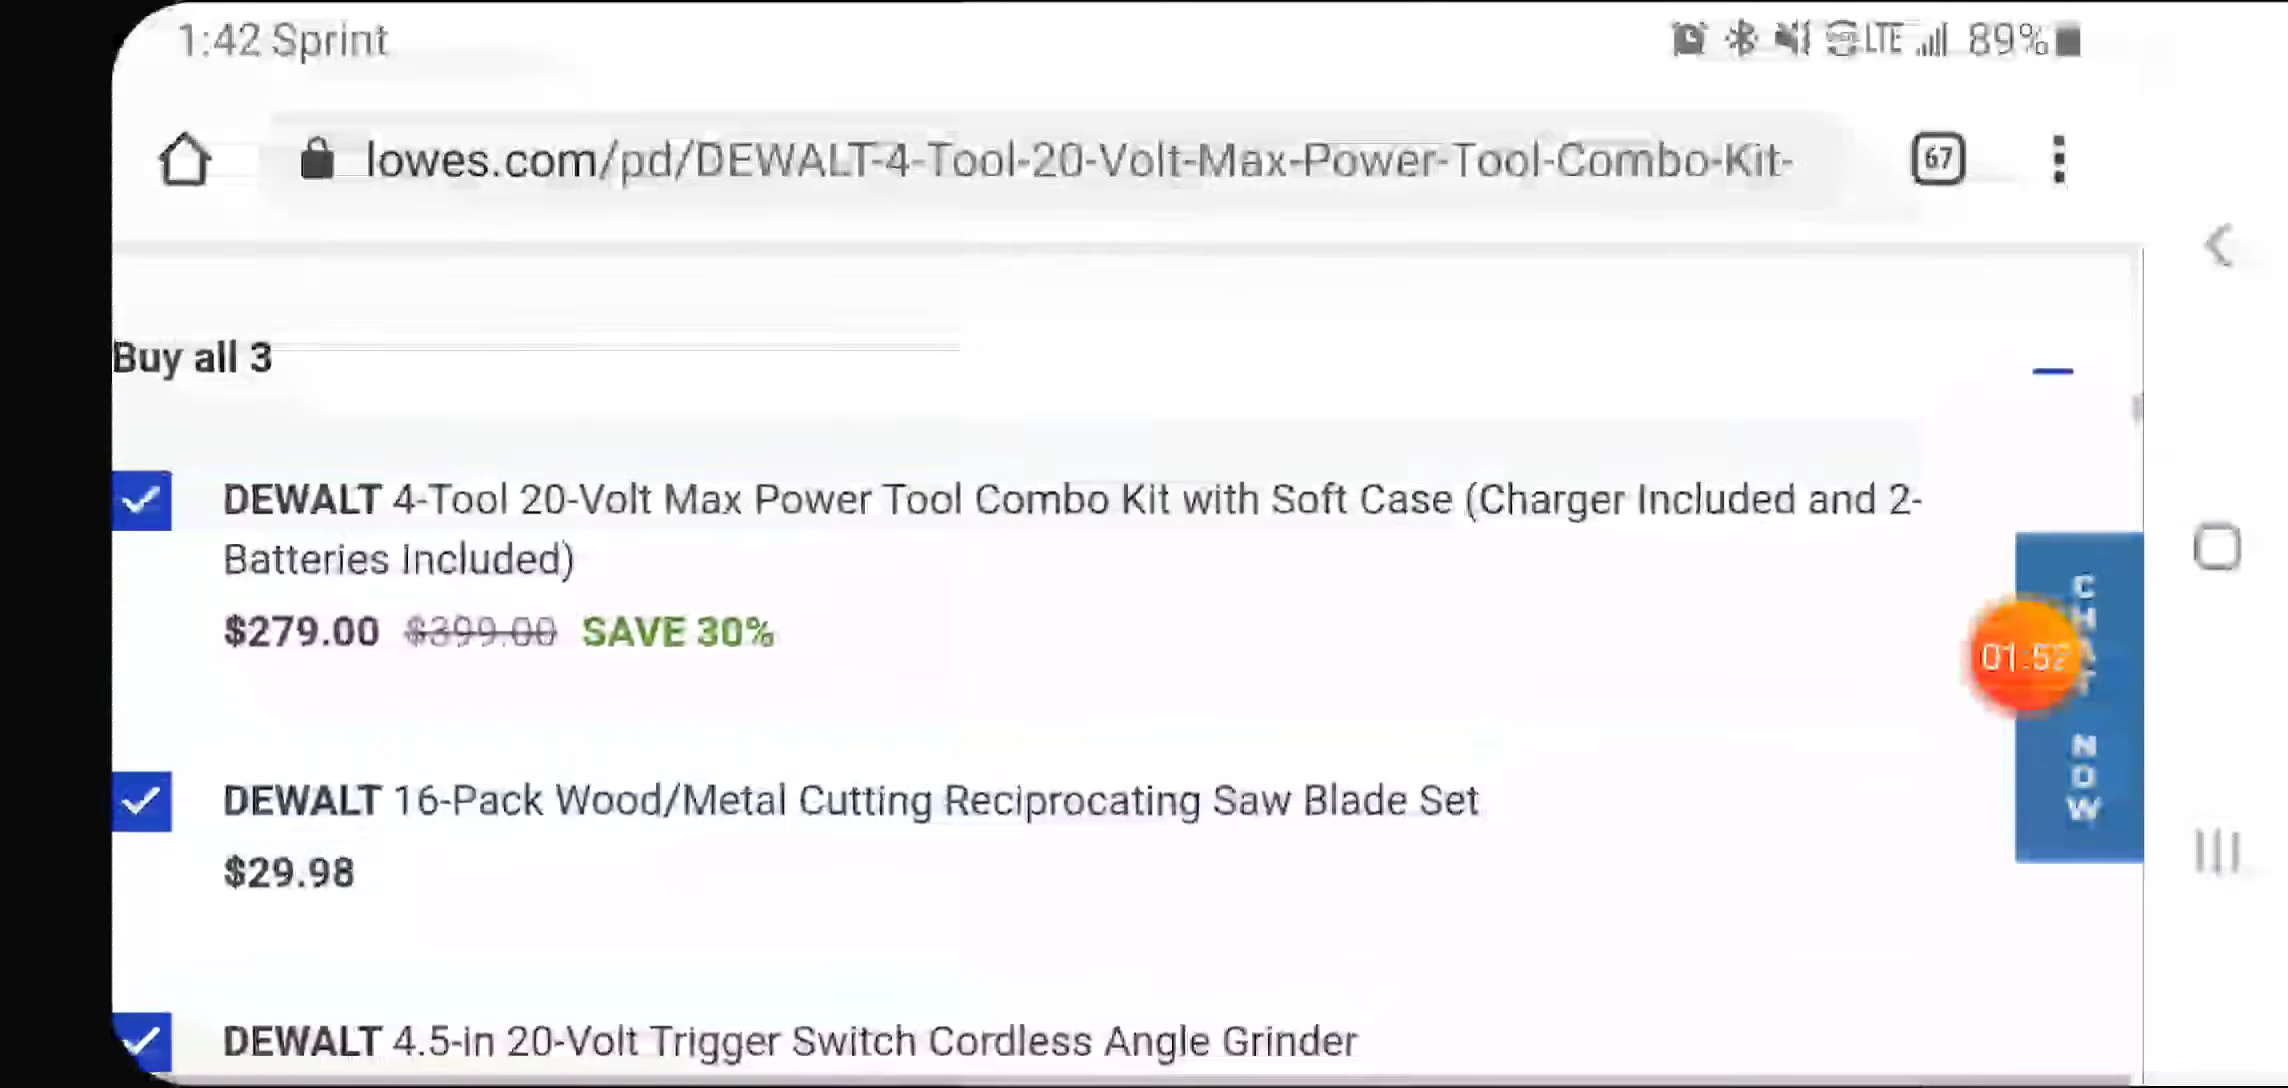 1:42 Sprint
LTE 89%
lowes.com/pd/DEWALT-4-Tool-20-Volt-Max-Power-Tool-Combo-Kit-
67
Buy all 3
DEWALT 4-Tool 20-Volt Max Power Tool Combo Kit with Soft Case (Charger Included and 2-
Batteries Included)
$279.00 $399.00 SAVE 30%
DEWALT 16-Pack Wood/Metal Cutting Reciprocating Saw Blade Set
$29.98
DEWALT 4.5-in 20-Volt Trigger Switch Cordless Angle Grinder
CHAT NOW